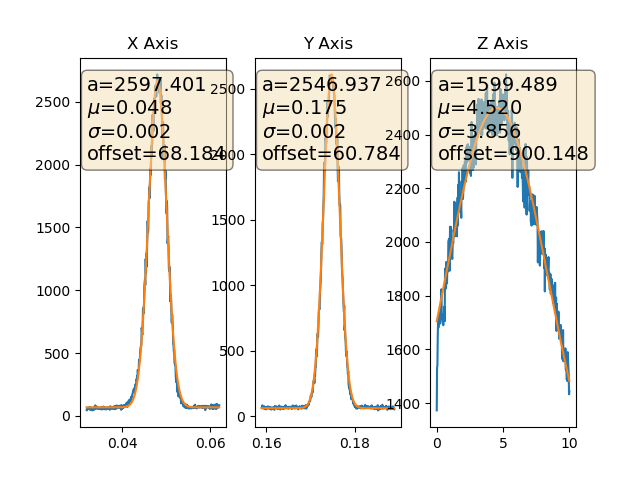 X Axis
Y Axis
Z Axis
a=2597.401
μ=0.048
σ=0.002
offset=68.184
a=2546.937
μ=0.175
σ=0.002
offset=60.784
a=1599.489
μ=4.520
σ=3.856
offset=900.148
2500
2000
1500
1000
500
0
0.04
0.06
2500
2000
1500
1000
500
0
0.16
0.18
2600
2400
2200
2000
1800
1600
1400
0
5
10